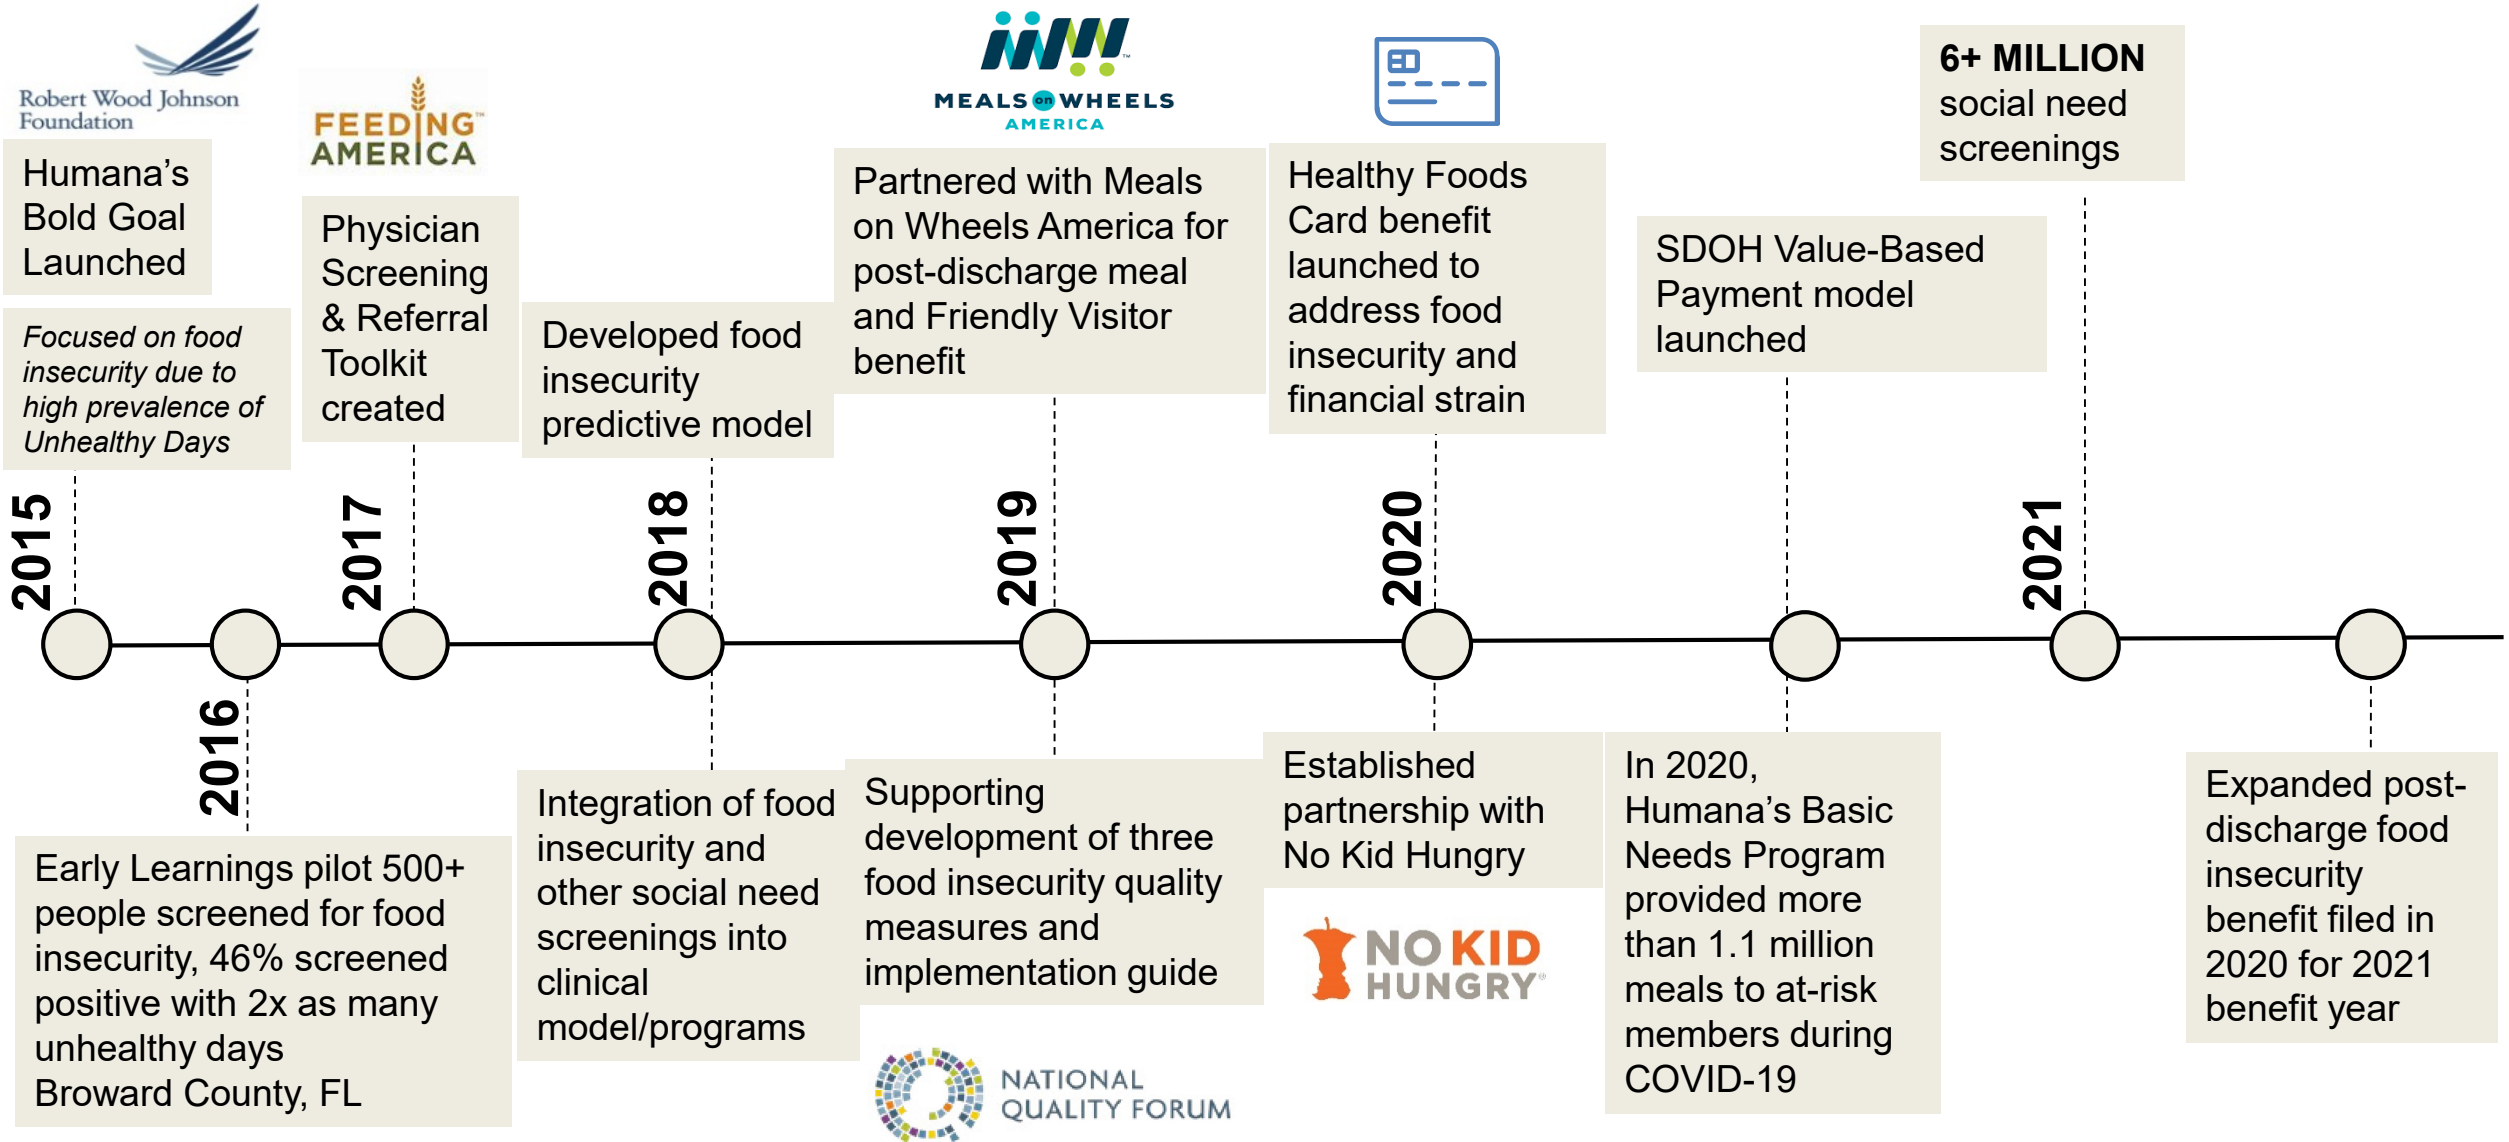 Robert Wood Johnson
Foundation
Humana’s
Bold Goal
Launched
Focused on food
insecurity due to
high prevalence of
Unhealthy Days
2015
2016
Early Learnings pilot 500+
people screened for food
insecurity, 46% screened
positive with 2x as many
unhealthy days
Broward County, FL
FEEDING™
AMERICA
Physician
Screening
& Referral
Toolkit
created
2017
Developed food
insecurity
predictive model
2018
Integration of food
insecurity and
other social need
screenings into
clinical
model/programs
™
MEALS on WHEELS
AMERICA
Partnered with Meals
on Wheels America for
post-discharge meal
and Friendly Visitor
benefit
2019
Supporting
development of three
food insecurity quality
measures and
implementation guide
NATIONAL
QUALITY FORUM
Healthy Foods
Card benefit
launched to
address food
insecurity and
financial strain
2020
Established
partnership with
No Kid Hungry
NO KID
HUNGRY®
SDOH Value-Based
Payment model
launched
In 2020,
Humana’s Basic
Needs Program
provided more
than 1.1 million
meals to at-risk
members during
COVID-19
6+ MILLION
social need
screenings
2021
Expanded post-
discharge food
insecurity
benefit filed in
2020 for 2021
benefit year